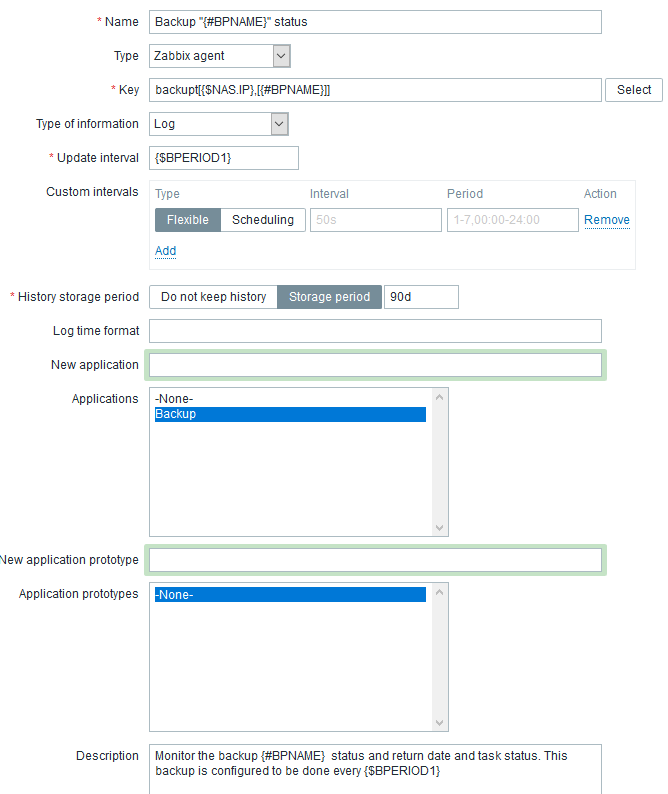 * Name Backup "{#BPNAME}" status
Type Zabbix agent
* Key backupt[{$NAS.IP},[{#BPNAME}]] Select
Type of information Log
* Update interval {$BPERIOD1}
Custom intervals Type Interval Period Action
Flexible Scheduling 50s 1-7,00:00-24:00 Remove
Add
* History storage period Do not keep history Storage period 90d
Log time format
New application
Applications -None-
Backup
New application prototype
Application prototypes -None-
Description Monitor the backup {#BPNAME} status and return date and task status. This
backup is configured to be done every {$BPERIOD1}